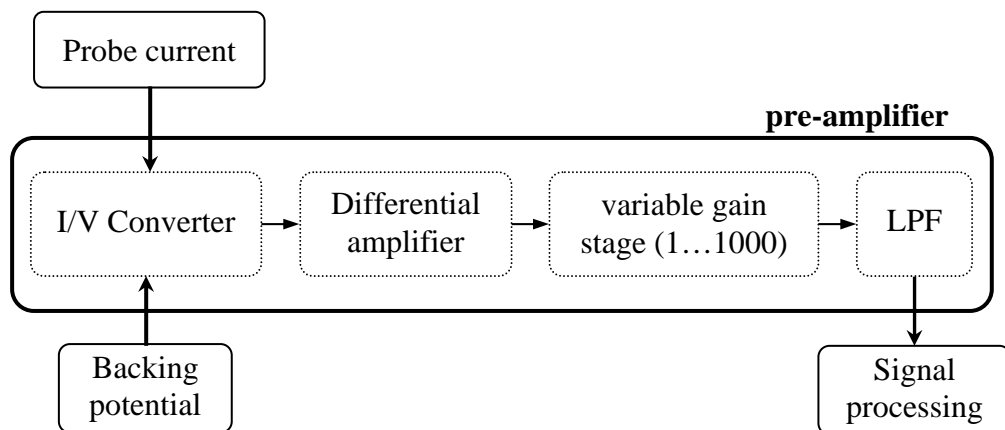 Probe current
pre-amplifier
I/V Converter
Differential
amplifier
variable gain
stage (1…1000)
LPF
Backing
potential
Signal
processing